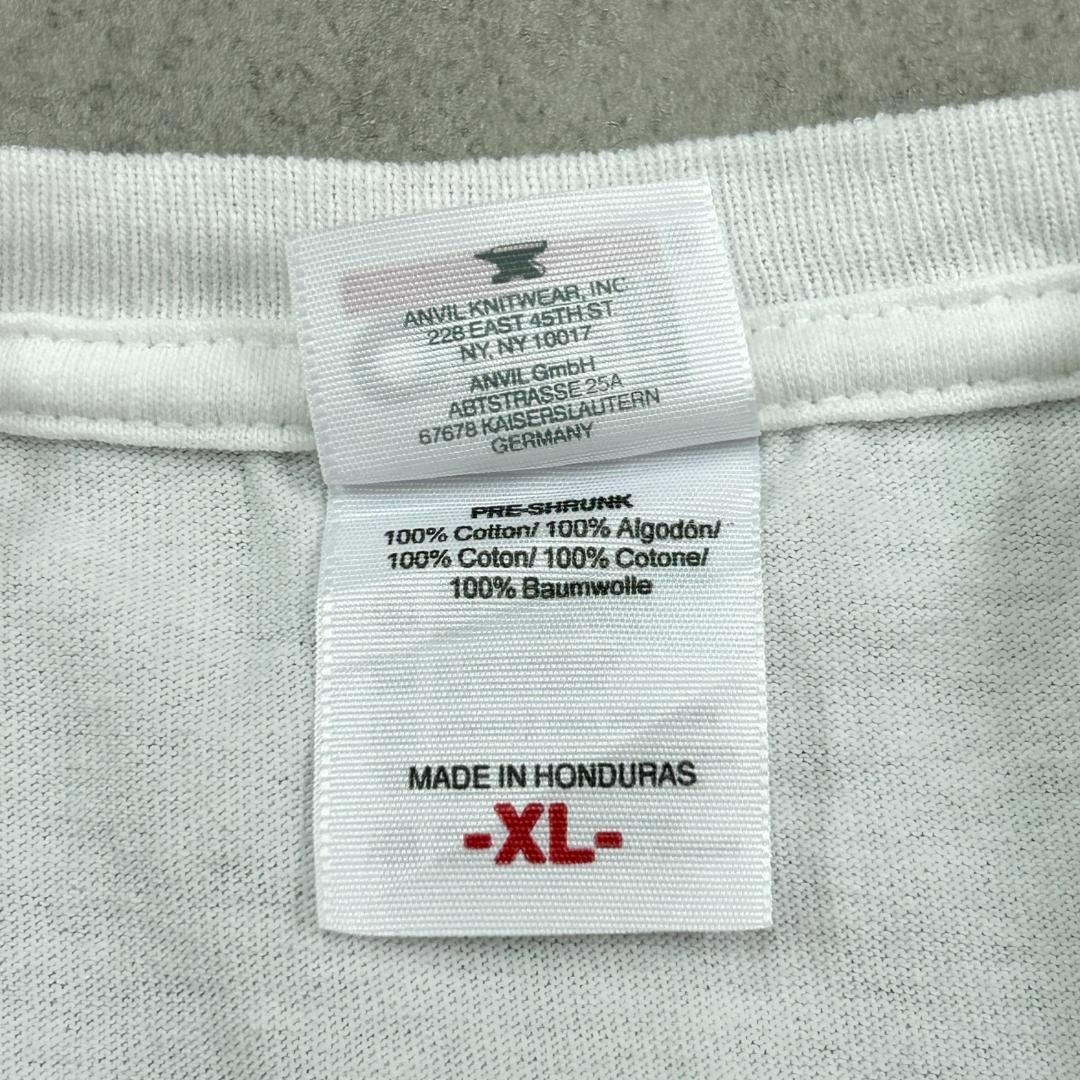 ANVIL KNITWEAR, INC
228 EAST 45TH ST
NY, NY 10017
ANVIL GmbH
ABTSTRASSE 25A
67678 KAISERSLAUTERN
GERMANY
PRE-SHRUNK
100% Cotton/ 100% Algodón/
100% Coton/ 100% Cotone/
100% Baumwolle
MADE IN HONDURAS
-XL-